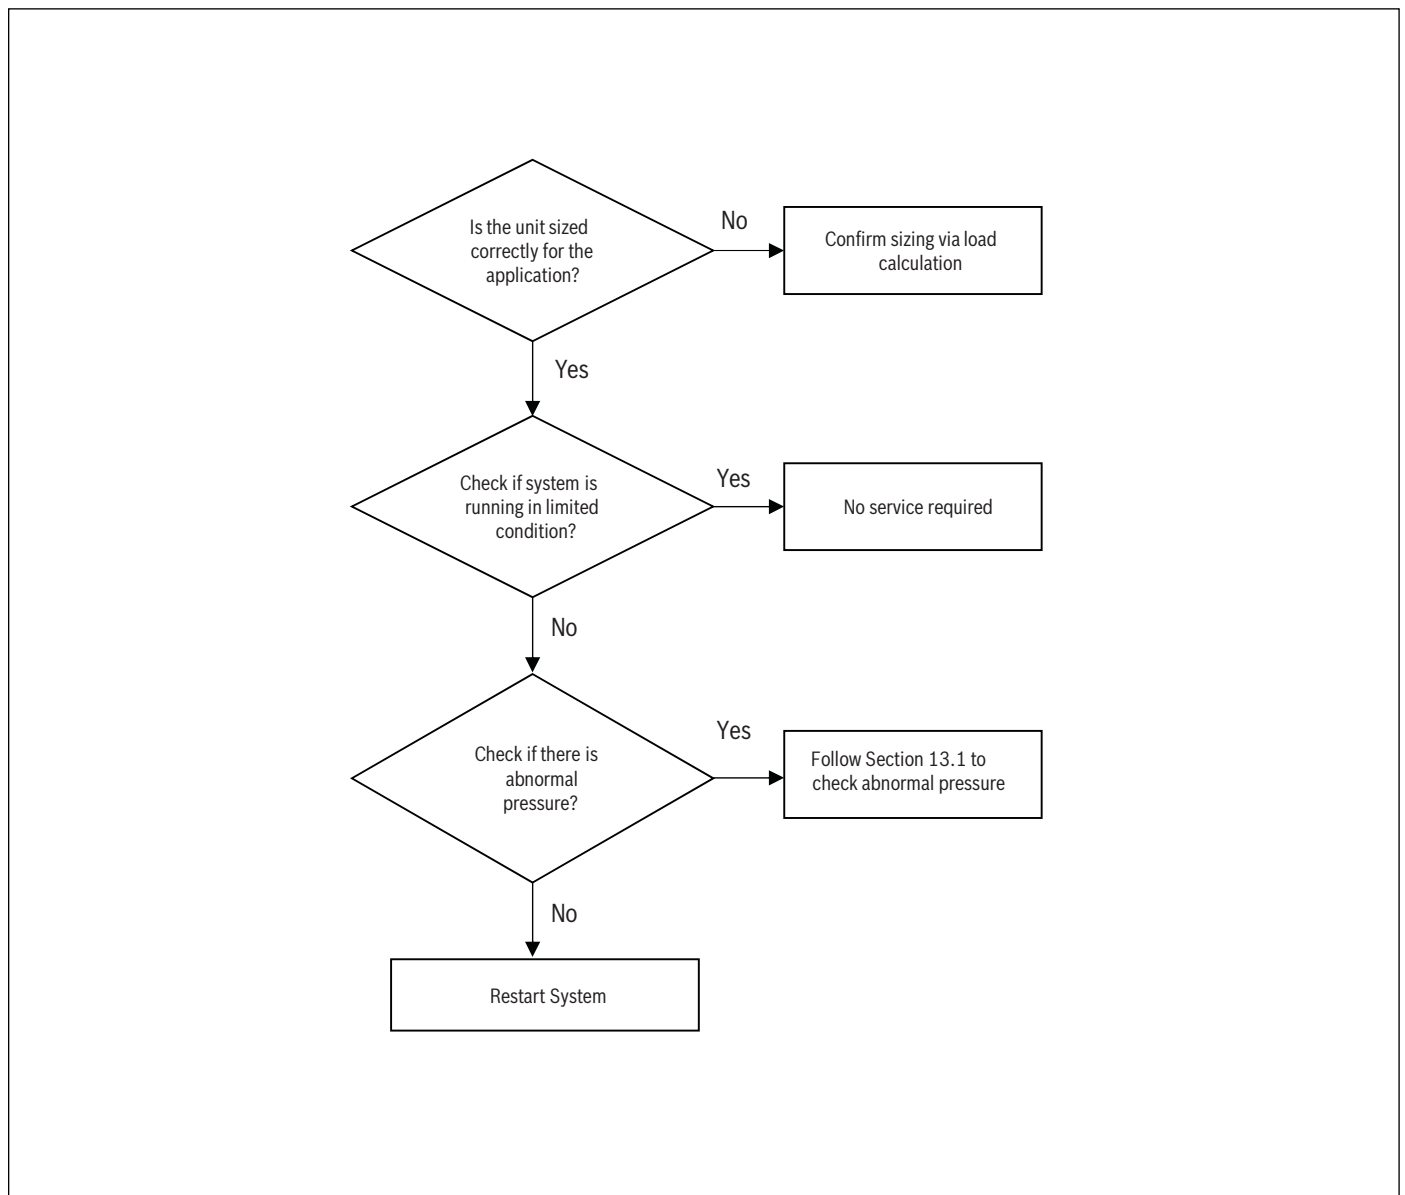 Is the unit sized
correctly for the
application?
No
Confirm sizing via load
calculation
Yes
Check if system is
running in limited
condition?
Yes
No service required
No
Check if there is
abnormal
pressure?
Yes
Follow Section 13.1 to
check abnormal pressure
No
Restart System